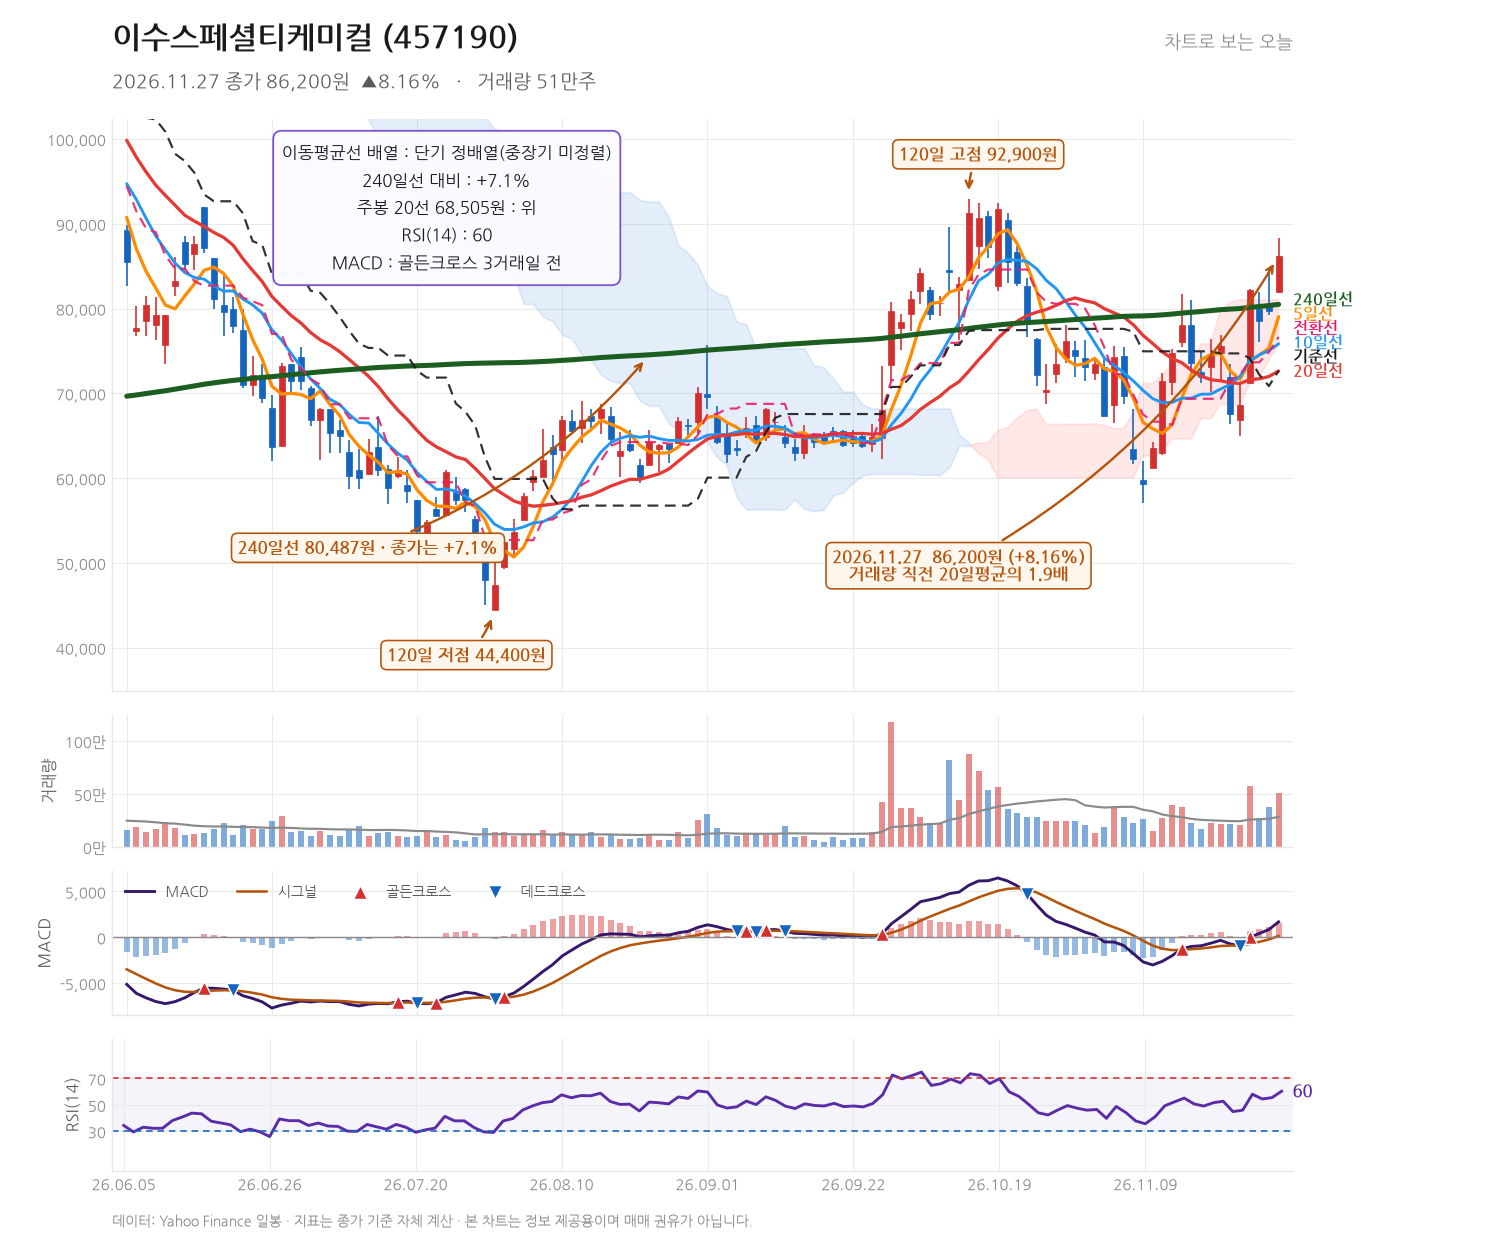 이수스페셜티케미컬 (457190)
차트로 보는 오늘
2026.11.27 종가 86,200원 ▲8.16% · 거래량 51만주
100,000
90,000
80,000
70,000
60,000
50,000
40,000
이동평균선 배열 : 단기 정배열(중장기 미정렬)
240일선 대비 : +7.1%
주봉 20선 68,505원 : 위
RSI(14) : 60
MACD : 골든크로스 3거래일 전
120일 고점 92,900원
240일선
5일선
전환선
10일선
기준선
20일선
240일선 80,487원 · 종가는 +7.1%
2026.11.27 86,200원 (+8.16%)
거래량 직전 20일평균의 1.9배
120일 저점 44,400원
거래량
100만
50만
0만
MACD
5,000
0
-5,000
MACD
시그널
골든크로스
데드크로스
RSI(14)
70
50
30
60
26.06.05
26.06.26
26.07.20
26.08.10
26.09.01
26.09.22
26.10.19
26.11.09
데이터: Yahoo Finance 일봉 · 지표는 종가 기준 자체 계산 · 본 차트는 정보 제공용이며 매매 권유가 아닙니다.